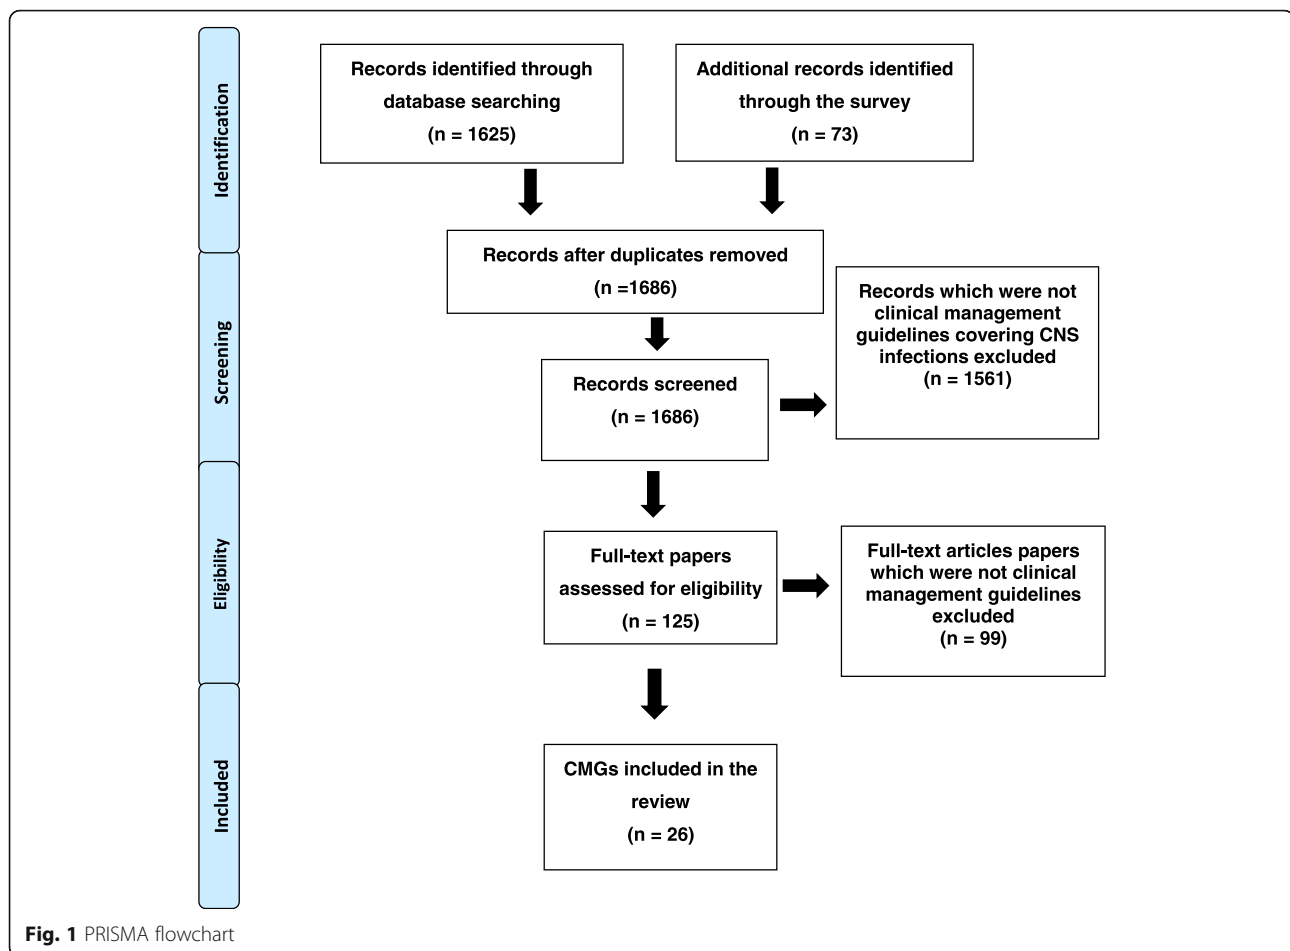 Identification
Records identified through
database searching
(n = 1625)
Additional records identified
through the survey
(n = 73)
Records after duplicates removed
(n =1686)
Screening
Records screened
(n = 1686)
Records which were not
clinical management
guidelines covering CNS
infections excluded
(n = 1561)
Eligibility
Full-text papers
assessed for eligibility
(n = 125)
Full-text articles papers
which were not clinical
management guidelines
excluded
(n = 99)
Included
CMGs included in the
review
(n = 26)
Fig. 1 PRISMA flowchart